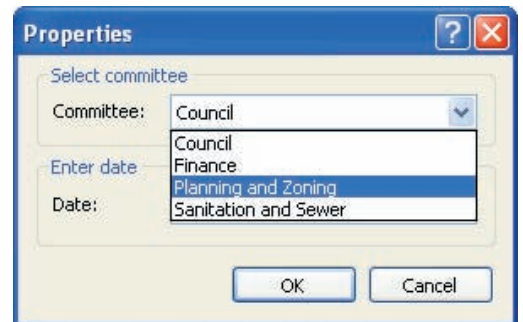 Properties
Select committee
Committee: Council
Council
Finance
Enter date
Planning and Zoning
Date:
Sanitation and Sewer
OK Cancel